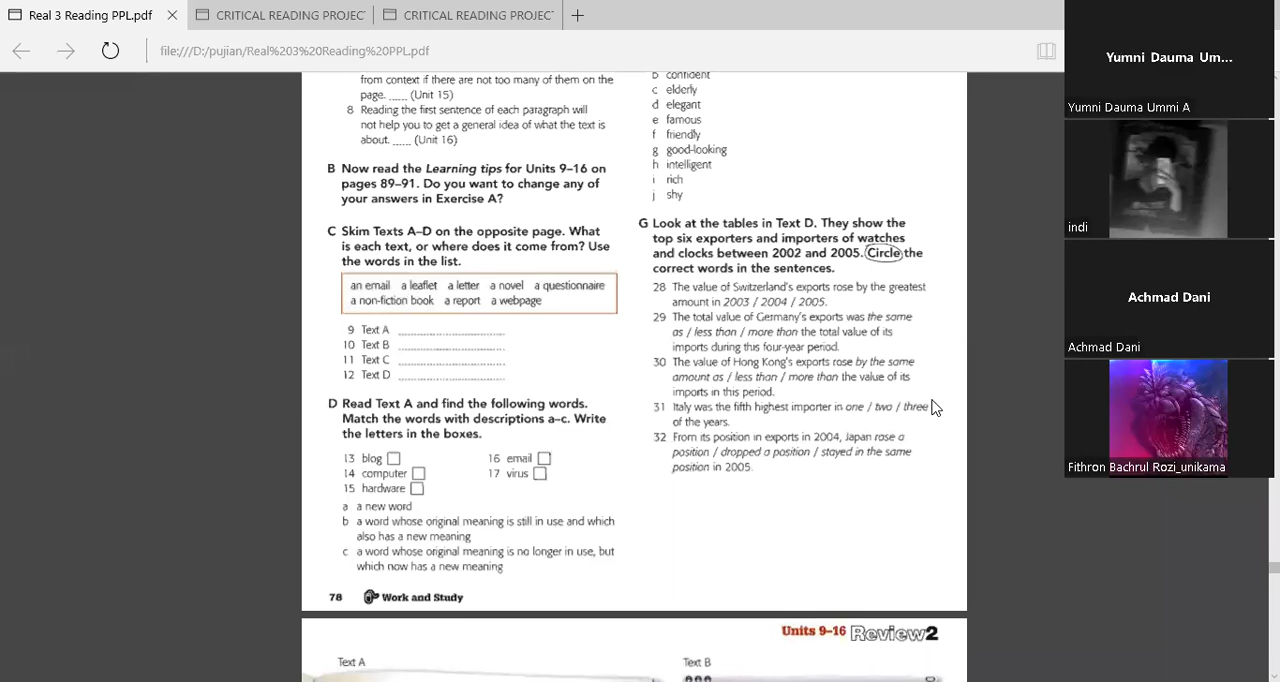 Real 3 Reading PPL.pdf
CRITICAL READING PROJECT
CRITICAL READING PROJECT
file:///D:/pujian/Real%203%20Reading%20PPL.pdf
from context if there are not too many of them on the
page. ____ (Unit 15)
8 Reading the first sentence of each paragraph will
not help you to get a general idea of what the text is
about. ____ (Unit 16)
B Now read the Learning tips for Units 9–16 on
pages 89–91. Do you want to change any of
your answers in Exercise A?
C Skim Texts A–D on the opposite page. What
is each text, or where does it come from? Use
the words in the list.
an email a leaflet a letter a novel a questionnaire
a non-fiction book a report a webpage
9 Text A
10 Text B
11 Text C
12 Text D
D Read Text A and find the following words.
Match the words with descriptions a–c. Write
the letters in the boxes.
13 blog
14 computer
15 hardware
16 email
17 virus
a a new word
b a word whose original meaning is still in use and which
also has a new meaning
c a word whose original meaning is no longer in use, but
which now has a new meaning
78 Work and Study
b confident
c elderly
d elegant
e famous
f friendly
g good-looking
h intelligent
i rich
j shy
G Look at the tables in Text D. They show the
top six exporters and importers of watches
and clocks between 2002 and 2005. Circle the
correct words in the sentences.
28 The value of Switzerland's exports rose by the greatest
amount in 2003 / 2004 / 2005.
29 The total value of Germany's exports was the same
as / less than / more than the total value of its
imports during this four-year period.
30 The value of Hong Kong's exports rose by the same
amount as / less than / more than the value of its
imports in this period.
31 Italy was the fifth highest importer in one / two / three
of the years.
32 From its position in exports in 2004, Japan rose a
position / dropped a position / stayed in the same
position in 2005.
Units 9–16 Review2
Text A
Text B
Yumni Dauma Um...
Yumni Dauma Ummi A
indi
Achmad Dani
Achmad Dani
Fithron Bachrul Rozi_unikama